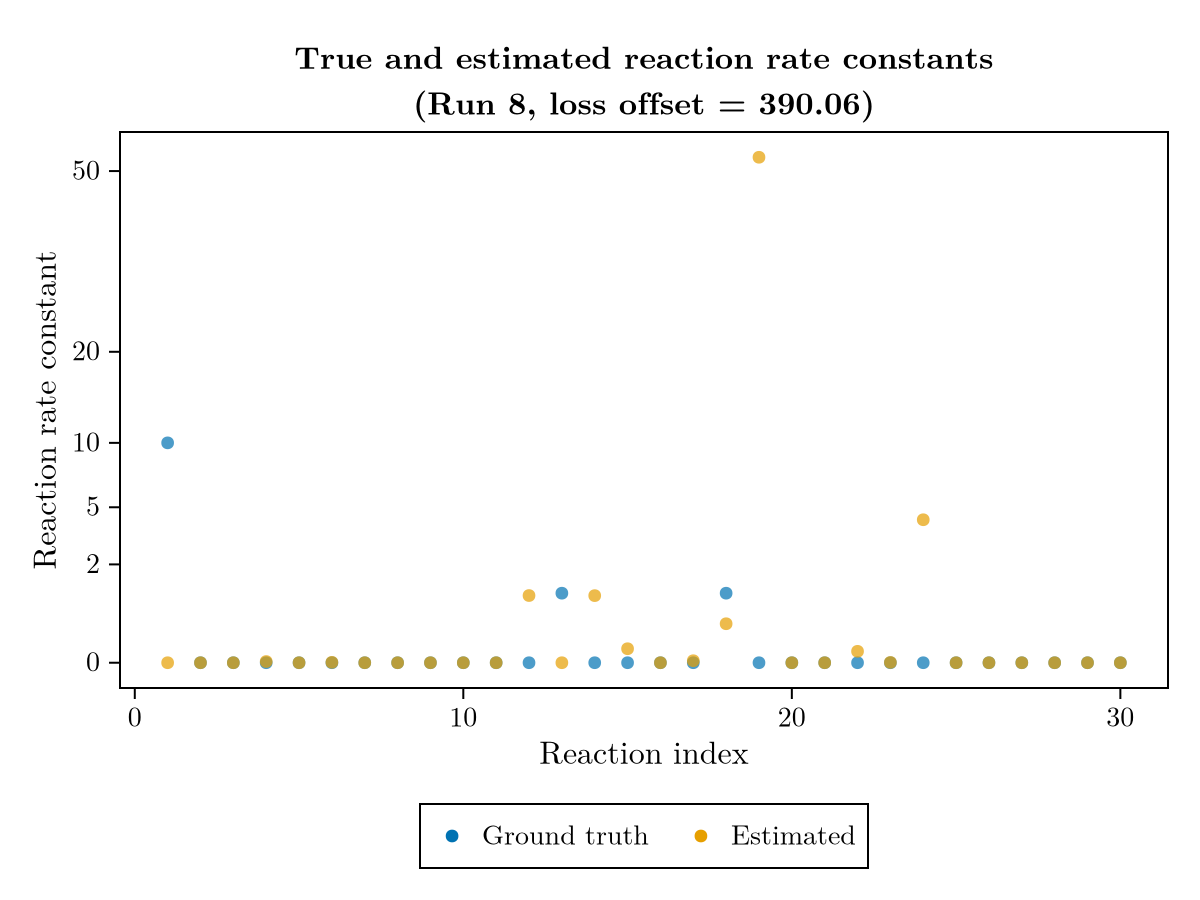 True and estimated reaction rate constants
(Run 8, loss offset = 390.06)
Reaction rate constant
50
20
10
5
2
0
0 10 20 30
Reaction index
Ground truth Estimated